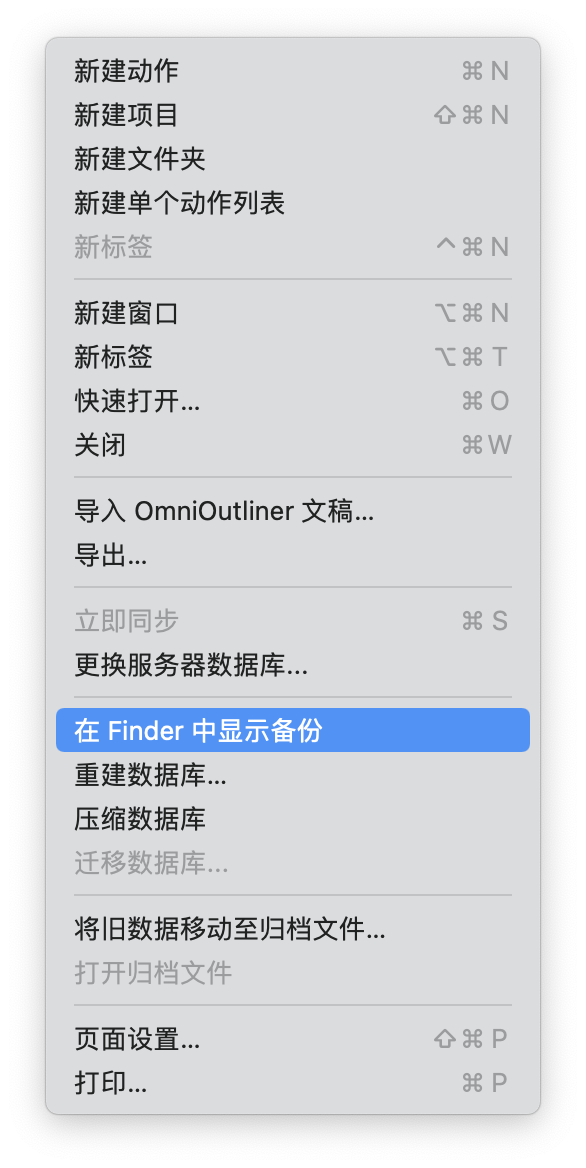 新建动作 ⌘ N
新建项目 ⇧ ⌘ N
新建文件夹
新建单个动作列表
新标签 ^ ⌘ N
新建窗口 ⌥ ⌘ N
新标签 ⌥ ⌘ T
快速打开... ⌘ O
关闭 ⌘ W
导入 OmniOutliner 文稿...
导出...
立即同步 ⌘ S
更换服务器数据库...
在 Finder 中显示备份
重建数据库...
压缩数据库
迁移数据库...
将旧数据移动至归档文件...
打开归档文件
页面设置... ⇧ ⌘ P
打印... ⌘ P